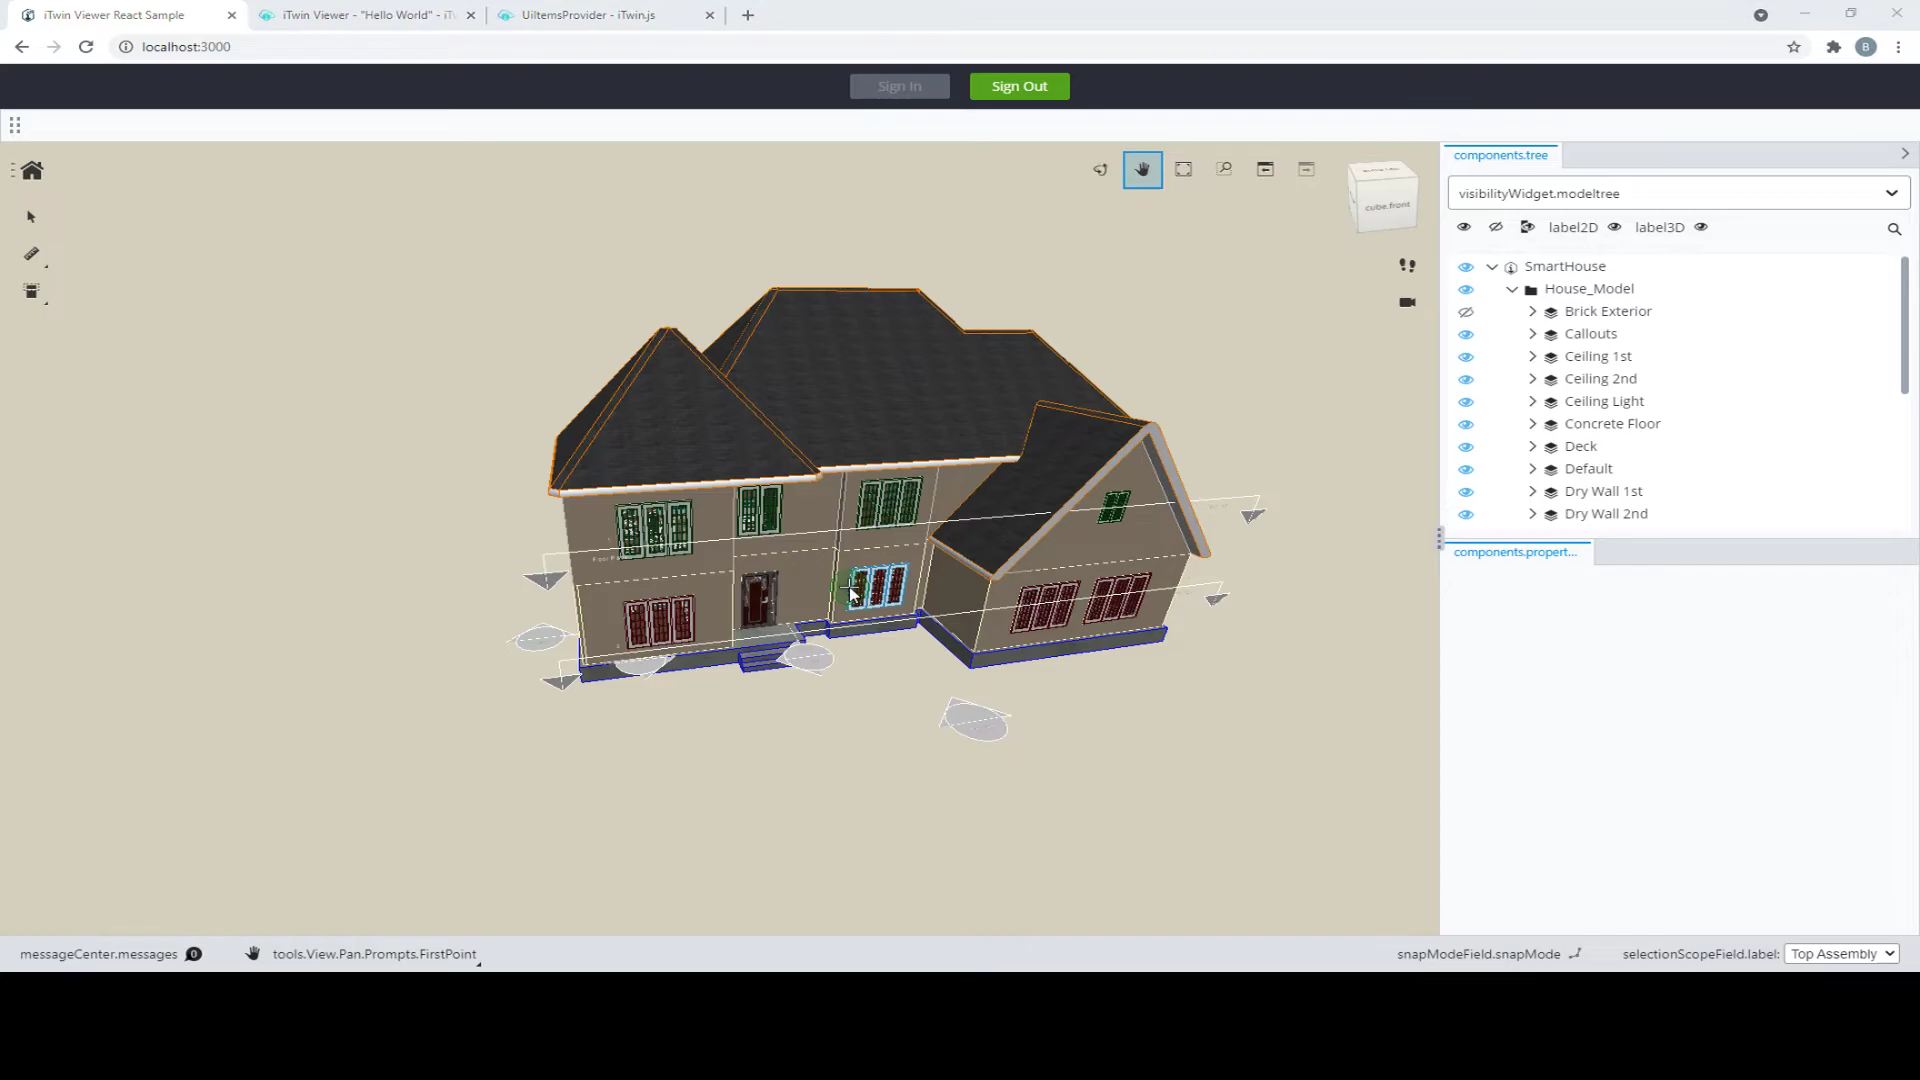 iTwin Viewer React Sample
iTwin Viewer - "Hello World" - iTv
UiItemsProvider - iTwin.js
localhost:3000
B
Sign In
Sign Out
components.tree
visibilityWidget.modeltree
label2D
label3D
cube.front
SmartHouse
House_Model
Brick Exterior
Callouts
Ceiling 1st
Ceiling 2nd
Ceiling Light
Concrete Floor
Deck
Default
Dry Wall 1st
Dry Wall 2nd
components.propert...
messageCenter.messages 0
tools.View.Pan.Prompts.FirstPoint
snapModeField.snapMode
selectionScopeField.label: Top Assembly